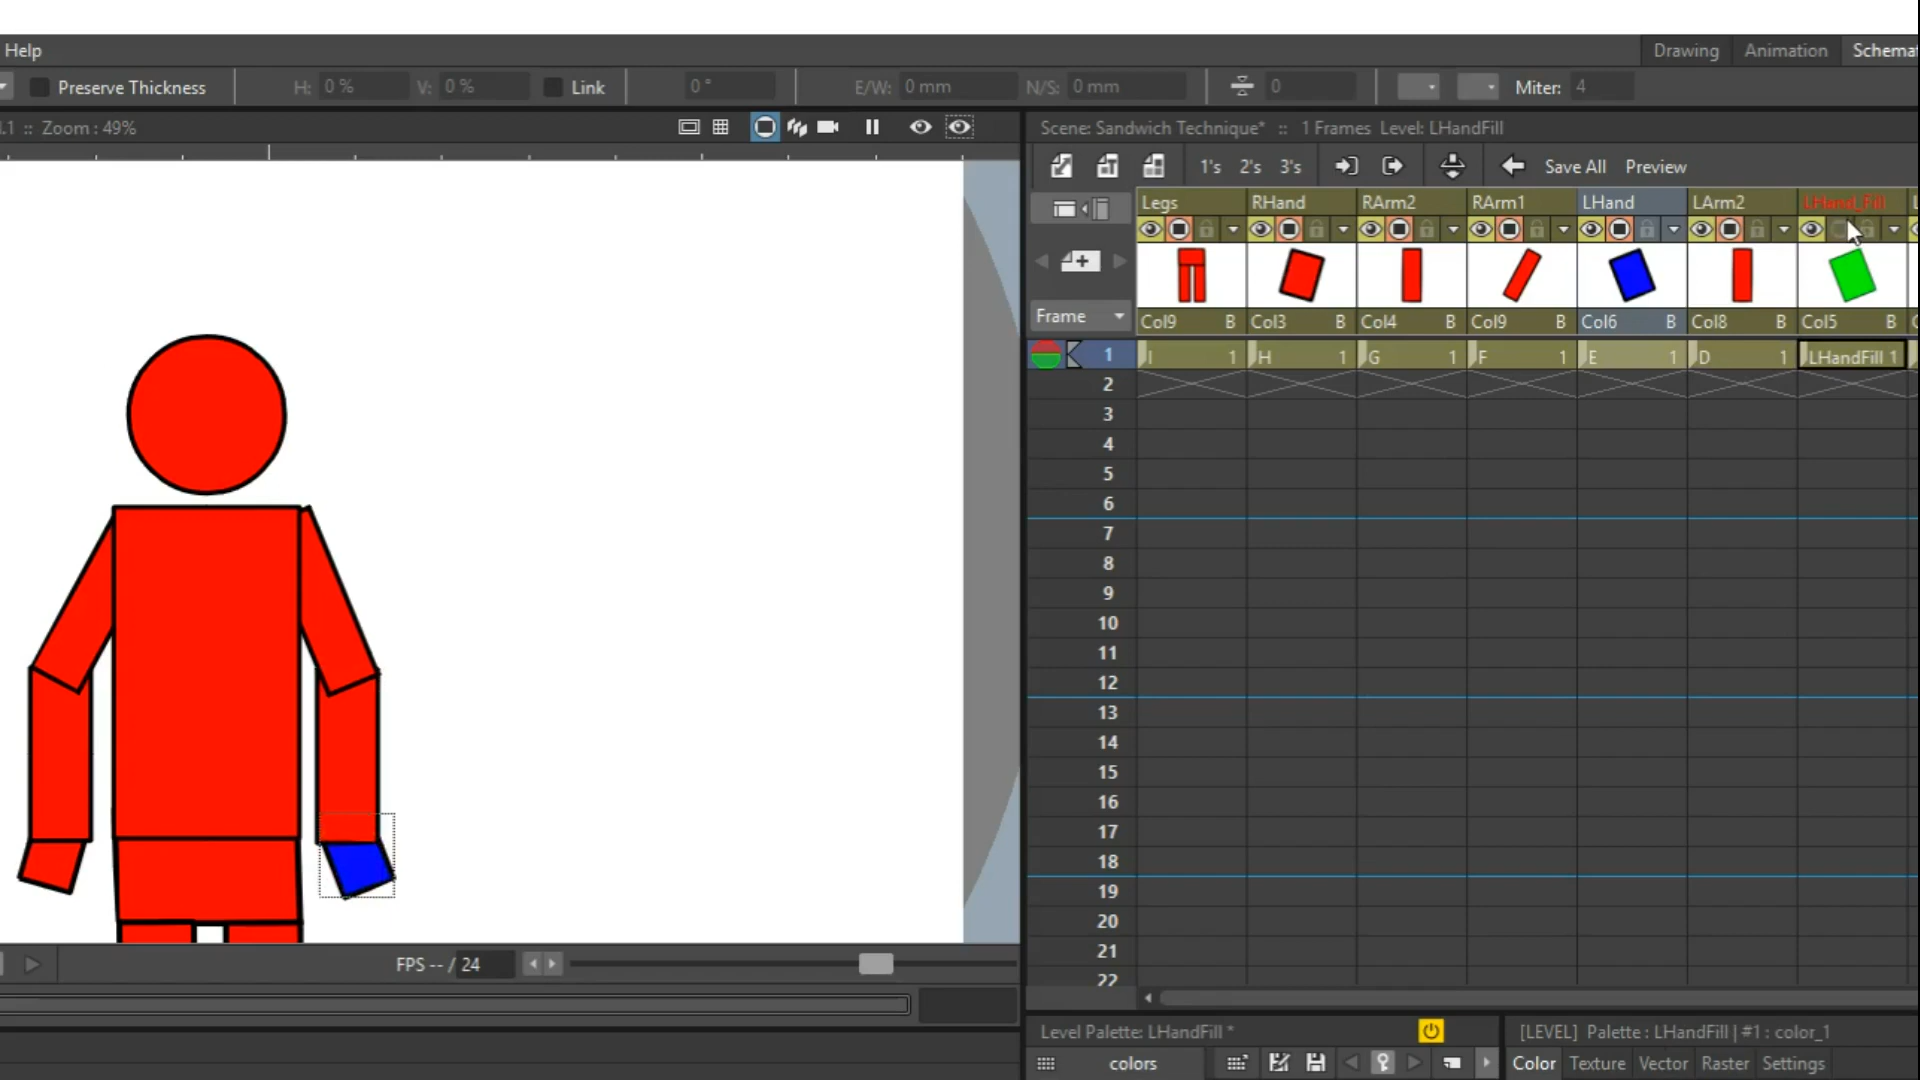 Help
Drawing Animation Schemat
Preserve Thickness H: 0 % V: 0 % Link 0 ° E/W: 0 mm N/S: 0 mm 0 Miter: 4
.1 :: Zoom : 49%
Scene: Sandwich Technique* :: 1 Frames Level: LHandFill
1's 2's 3's Save All Preview
Legs RHand RArm2 RArm1 LHand LArm2 LHand_Fill
Frame
Col9 B Col3 B Col4 B Col9 B Col6 B Col8 B Col5 B
1 I 1 H 1 G 1 F 1 E 1 D 1 LHandFill 1
2
3
4
5
6
7
8
9
10
11
12
13
14
15
16
17
18
19
20
21
22
FPS -- / 24
Level Palette: LHandFill *
[LEVEL] Palette : LHandFill | #1 : color_1
colors
Color Texture Vector Raster Settings